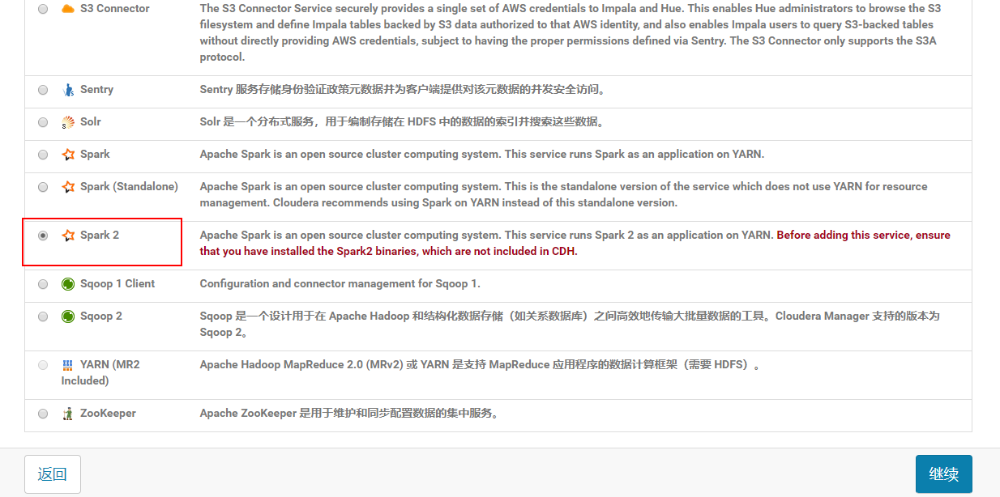 S3 Connector
The S3 Connector Service securely provides a single set of AWS credentials to Impala and Hue. This enables Hue administrators to browse the S3
filesystem and define Impala tables backed by S3 data authorized to that AWS identity, and also enables Impala users to query S3-backed tables
without directly providing AWS credentials, subject to having the proper permissions defined via Sentry. The S3 Connector only supports the S3A
protocol.
Sentry
Sentry 服务存储身份验证政策元数据并为客户端提供对该元数据的并发安全访问。
Solr
Solr 是一个分布式服务，用于编制存储在 HDFS 中的数据的索引并搜索这些数据。
Spark
Apache Spark is an open source cluster computing system. This service runs Spark as an application on YARN.
Spark (Standalone)
Apache Spark is an open source cluster computing system. This is the standalone version of the service which does not use YARN for resource
management. Cloudera recommends using Spark on YARN instead of this standalone version.
Spark 2
Apache Spark is an open source cluster computing system. This service runs Spark 2 as an application on YARN. Before adding this service, ensure
that you have installed the Spark2 binaries, which are not included in CDH.
Sqoop 1 Client
Configuration and connector management for Sqoop 1.
Sqoop 2
Sqoop 是一个设计用于在 Apache Hadoop 和结构化数据存储（如关系数据库）之间高效地传输大批量数据的工具。Cloudera Manager 支持的版本为
Sqoop 2。
YARN (MR2
Included)
Apache Hadoop MapReduce 2.0 (MRv2) 或 YARN 是支持 MapReduce 应用程序的数据计算框架（需要 HDFS）。
ZooKeeper
Apache ZooKeeper 是用于维护和同步配置数据的集中服务。
返回
继续